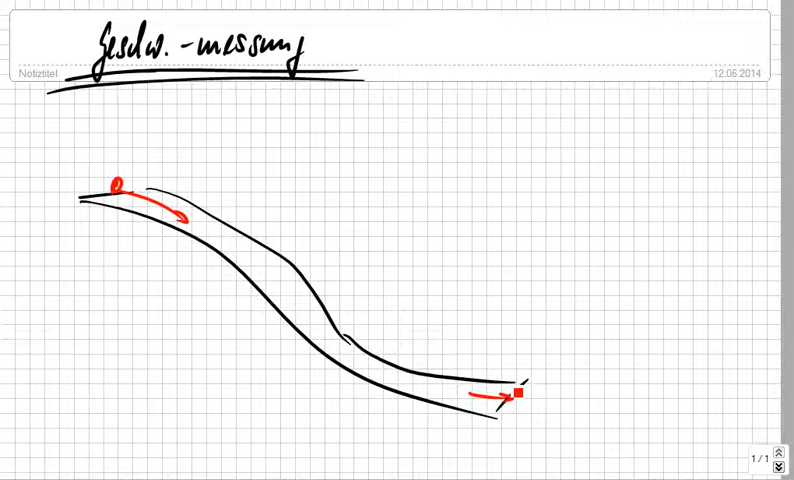 Geschw. - messung
Notiztitel
12.06.2014
1 / 1